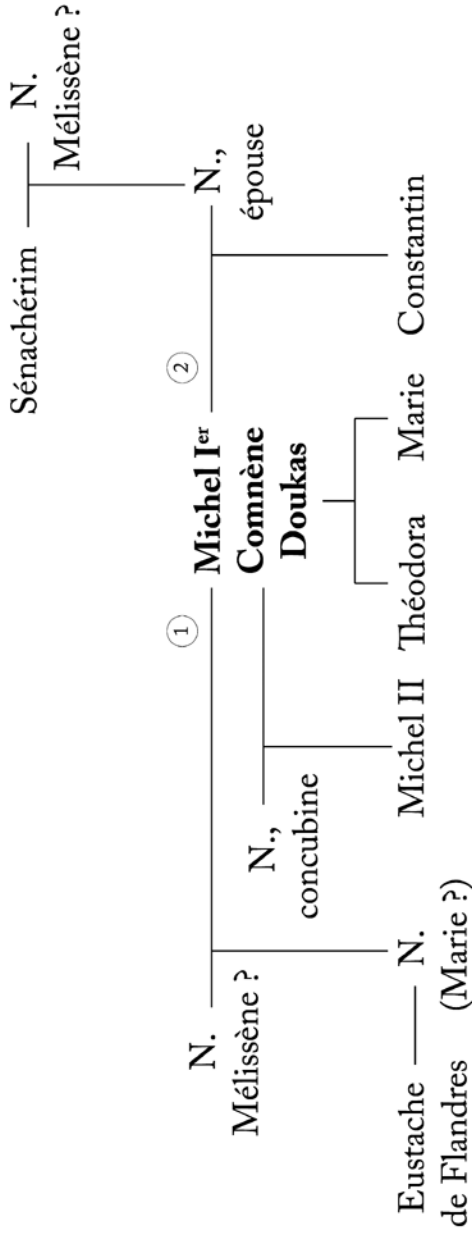 Sénachérim
N.
Mélissène ?
N.
Mélissène ?
①
Michel Ier
Comnène
Doukas
②
N.,
épouse
N.,
concubine
Eustache
de Flandres
N.
(Marie ?)
Michel II
Théodora
Marie
Constantin